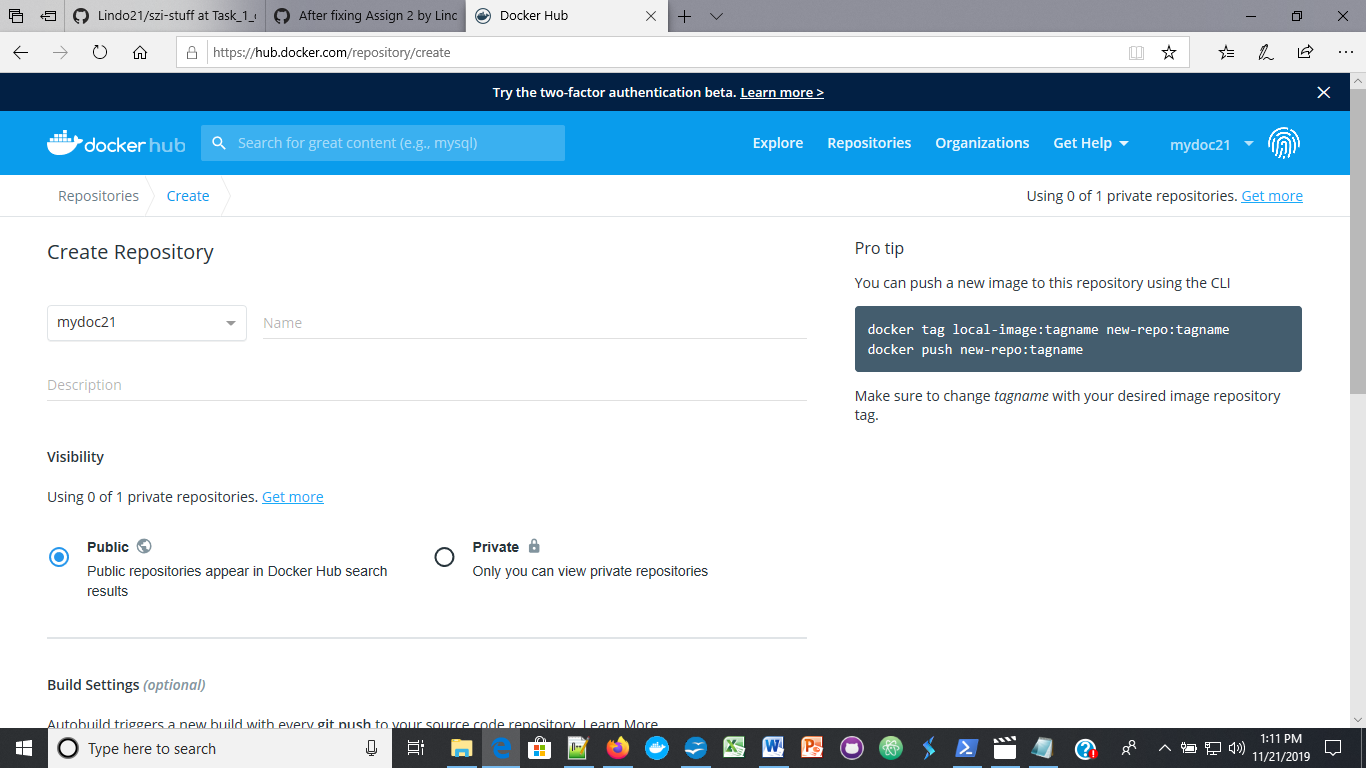 Lindo21/szi-stuff at Task_1_
After fixing Assign 2 by Linc
Docker Hub
https://hub.docker.com/repository/create
Try the two-factor authentication beta. Learn more >
docker hub
Search for great content (e.g., mysql)
Explore
Repositories
Organizations
Get Help
mydoc21
Repositories
Create
Using 0 of 1 private repositories. Get more
Create Repository
mydoc21
Name
Description
Visibility
Using 0 of 1 private repositories. Get more
Public
Public repositories appear in Docker Hub search
results
Private
Only you can view private repositories
Build Settings (optional)
Autobuild triggers a new build with every git push to your source code repository. Learn More
Pro tip
You can push a new image to this repository using the CLI
docker tag local-image:tagname new-repo:tagname
docker push new-repo:tagname
Make sure to change tagname with your desired image repository
tag.
Type here to search
1:11 PM
11/21/2019